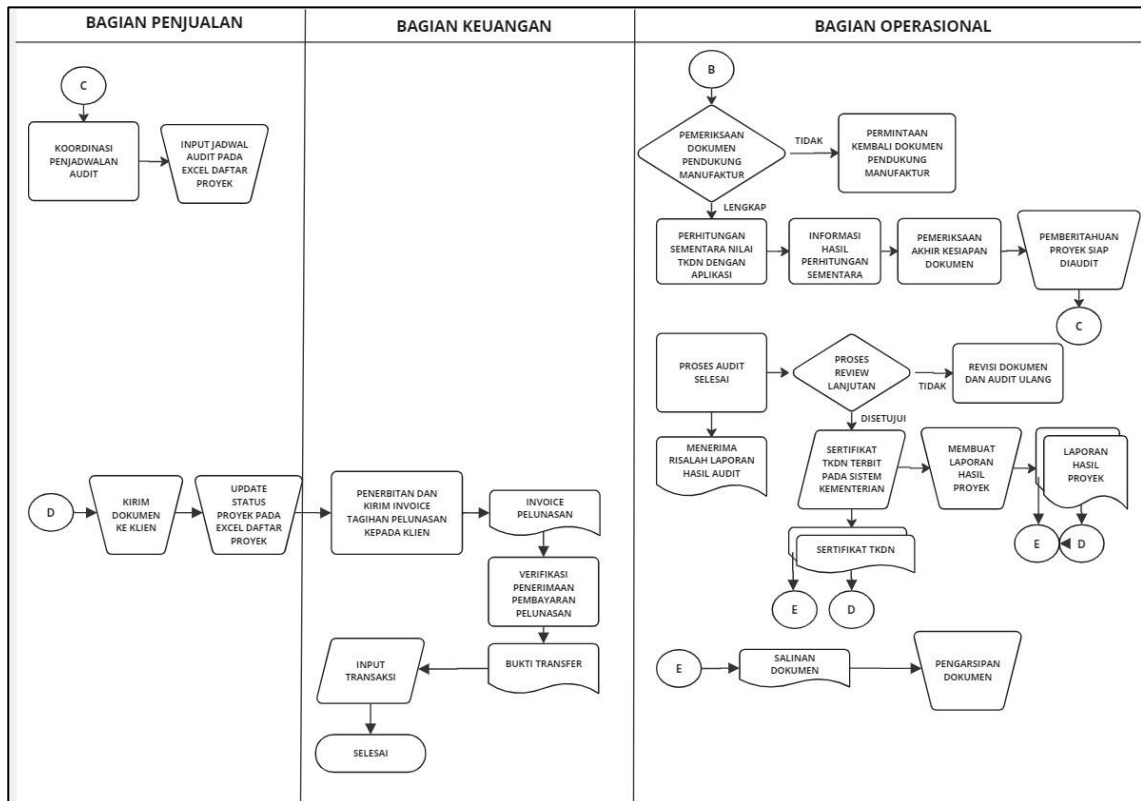 BAGIAN PENJUALAN
BAGIAN KEUANGAN
BAGIAN OPERASIONAL
C
KOORDINASI
PENJADWALAN
AUDIT
INPUT JADWAL
AUDIT PADA
EXCEL DAFTAR
PROYEK
B
PEMERIKSAAN
DOKUMEN
PENDUKUNG
MANUFAKTUR
TIDAK
PERMINTAAN
KEMBALI DOKUMEN
PENDUKUNG
MANUFAKTUR
LENGKAP
PERHITUNGAN
SEMENTARA NILAI
TKDN DENGAN
APLIKASI
INFORMASI
HASIL
PERHITUNGAN
SEMENTARA
PEMERIKSAAN
AKHIR KESIAPAN
DOKUMEN
PEMBERITAHUAN
PROYEK SIAP
DIAUDIT
C
PROSES AUDIT
SELESAI
PROSES
REVIEW
LANJUTAN
TIDAK
REVISI DOKUMEN
DAN AUDIT ULANG
DISETUJUI
MENERIMA
RISALAH LAPORAN
HASIL AUDIT
SERTIFIKAT
TKDN TERBIT
PADA SISTEM
KEMENTERIAN
MEMBUAT
LAPORAN
HASIL
PROYEK
LAPORAN
HASIL
PROYEK
E
D
D
KIRIM
DOKUMEN
KE KLIEN
UPDATE
STATUS
PROYEK PADA
EXCEL DAFTAR
PROYEK
PENERBITAN DAN
KIRIM INVOICE
TAGIHAN PELUNASAN
KEPADA KLIEN
INVOICE
PELUNASAN
SERTIFIKAT TKDN
E
D
VERIFIKASI
PENERIMAAN
PEMBAYARAN
PELUNASAN
BUKTI TRANSFER
INPUT
TRANSAKSI
SELESAI
E
SALINAN
DOKUMEN
PENGARSIPAN
DOKUMEN